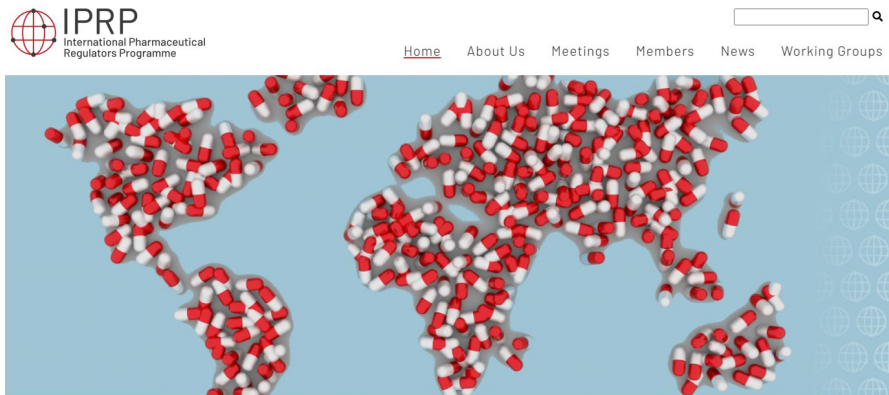 IPRP
International Pharmaceutical
Regulators Programme
Home About Us Meetings Members News Working Groups